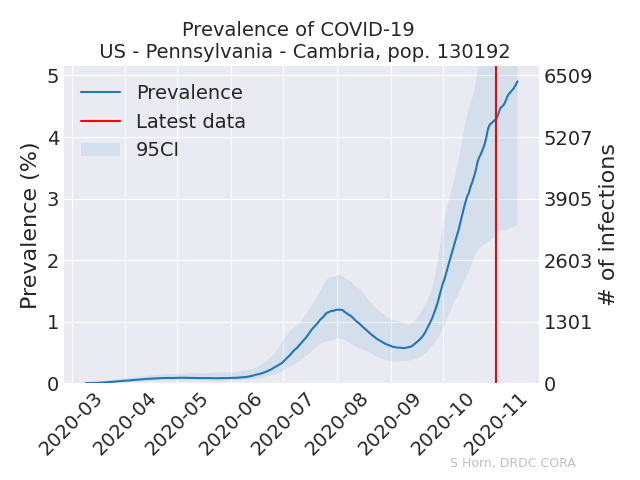 Prevalence of COVID-19
US - Pennsylvania - Cambria, pop. 130192
Prevalence
Latest data
95CI
Prevalence (%)
5
4
3
2
1
0
6509
5207
3905
2603
1301
0
# of infections
2020-03
2020-04
2020-05
2020-06
2020-07
2020-08
2020-09
2020-10
2020-11
S Horn, DRDC CORA